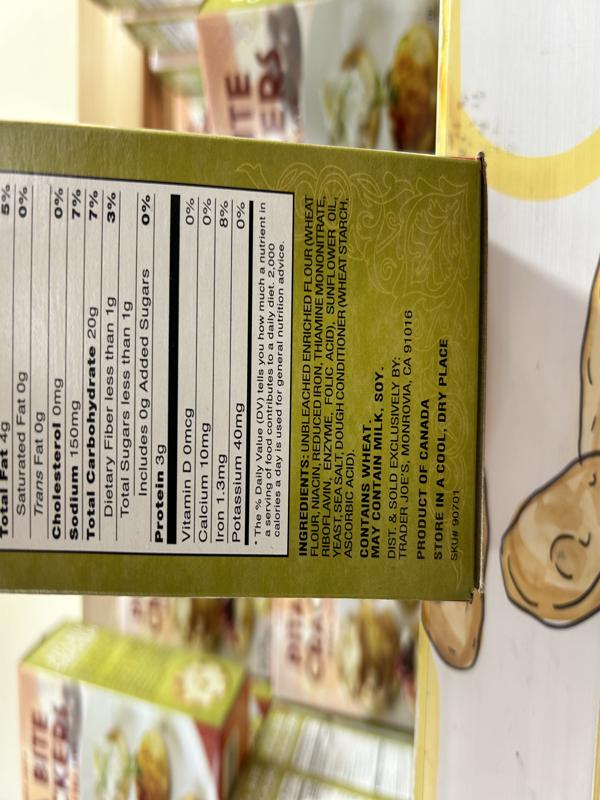 Total Fat 4g 5%
Saturated Fat 0g 0%
Trans Fat 0g
Cholesterol 0mg 0%
Sodium 150mg 7%
Total Carbohydrate 20g 7%
Dietary Fiber less than 1g 3%
Total Sugars less than 1g
Includes 0g Added Sugars 0%
Protein 3g
Vitamin D 0mcg 0%
Calcium 10mg 0%
Iron 1.3mg 8%
Potassium 40mg 0%
* The % Daily Value (DV) tells you how much a nutrient in
a serving of food contributes to a daily diet. 2,000
calories a day is used for general nutrition advice.
INGREDIENTS: UNBLEACHED ENRICHED FLOUR (WHEAT
FLOUR, NIACIN, REDUCED IRON, THIAMINE MONONITRATE,
RIBOFLAVIN, ENZYME, FOLIC ACID), SUNFLOWER OIL,
YEAST, SEA SALT, DOUGH CONDITIONER (WHEAT STARCH,
ASCORBIC ACID).
CONTAINS WHEAT.
MAY CONTAIN MILK, SOY.
DIST. & SOLD EXCLUSIVELY BY:
TRADER JOE'S, MONROVIA, CA 91016
PRODUCT OF CANADA
STORE IN A COOL, DRY PLACE
SKU# 90701
BITE